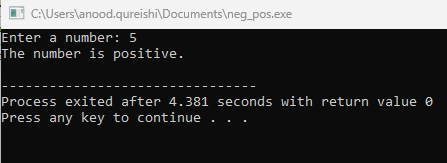 C:\Users\anood.qureishi\Documents\neg_pos.exe
Enter a number: 5
The number is positive.
--------------------------------
Process exited after 4.381 seconds with return value 0
Press any key to continue . . .